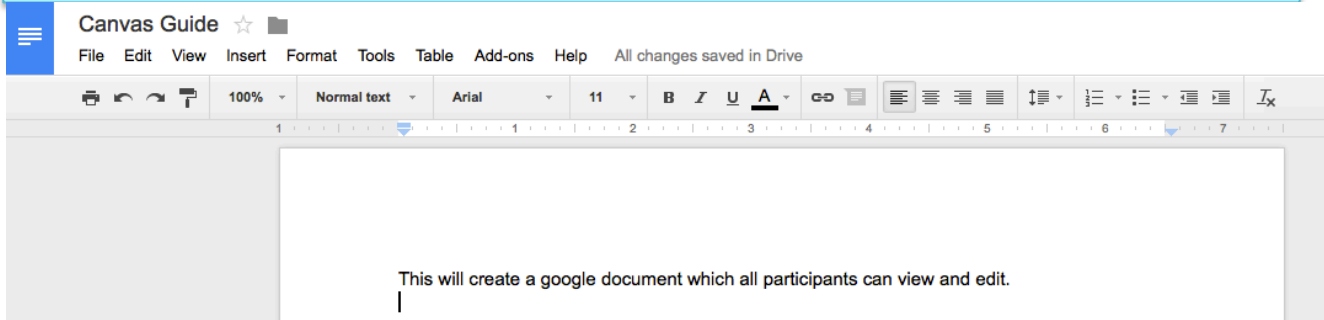 Canvas Guide
File Edit View Insert Format Tools Table Add-ons Help All changes saved in Drive
100% Normal text Arial 11 B I U A Tx
1 1 2 3 4 5 6 7
This will create a google document which all participants can view and edit.